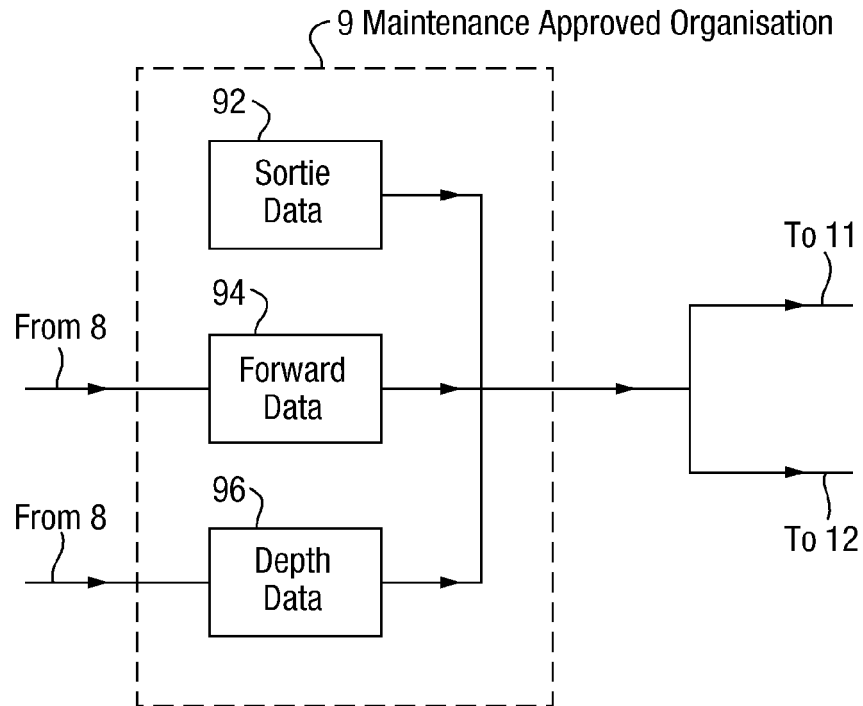 9 Maintenance Approved Organisation
92
Sortie
Data
To 11
94
From 8
Forward
Data
96
From 8
Depth
Data
To 12